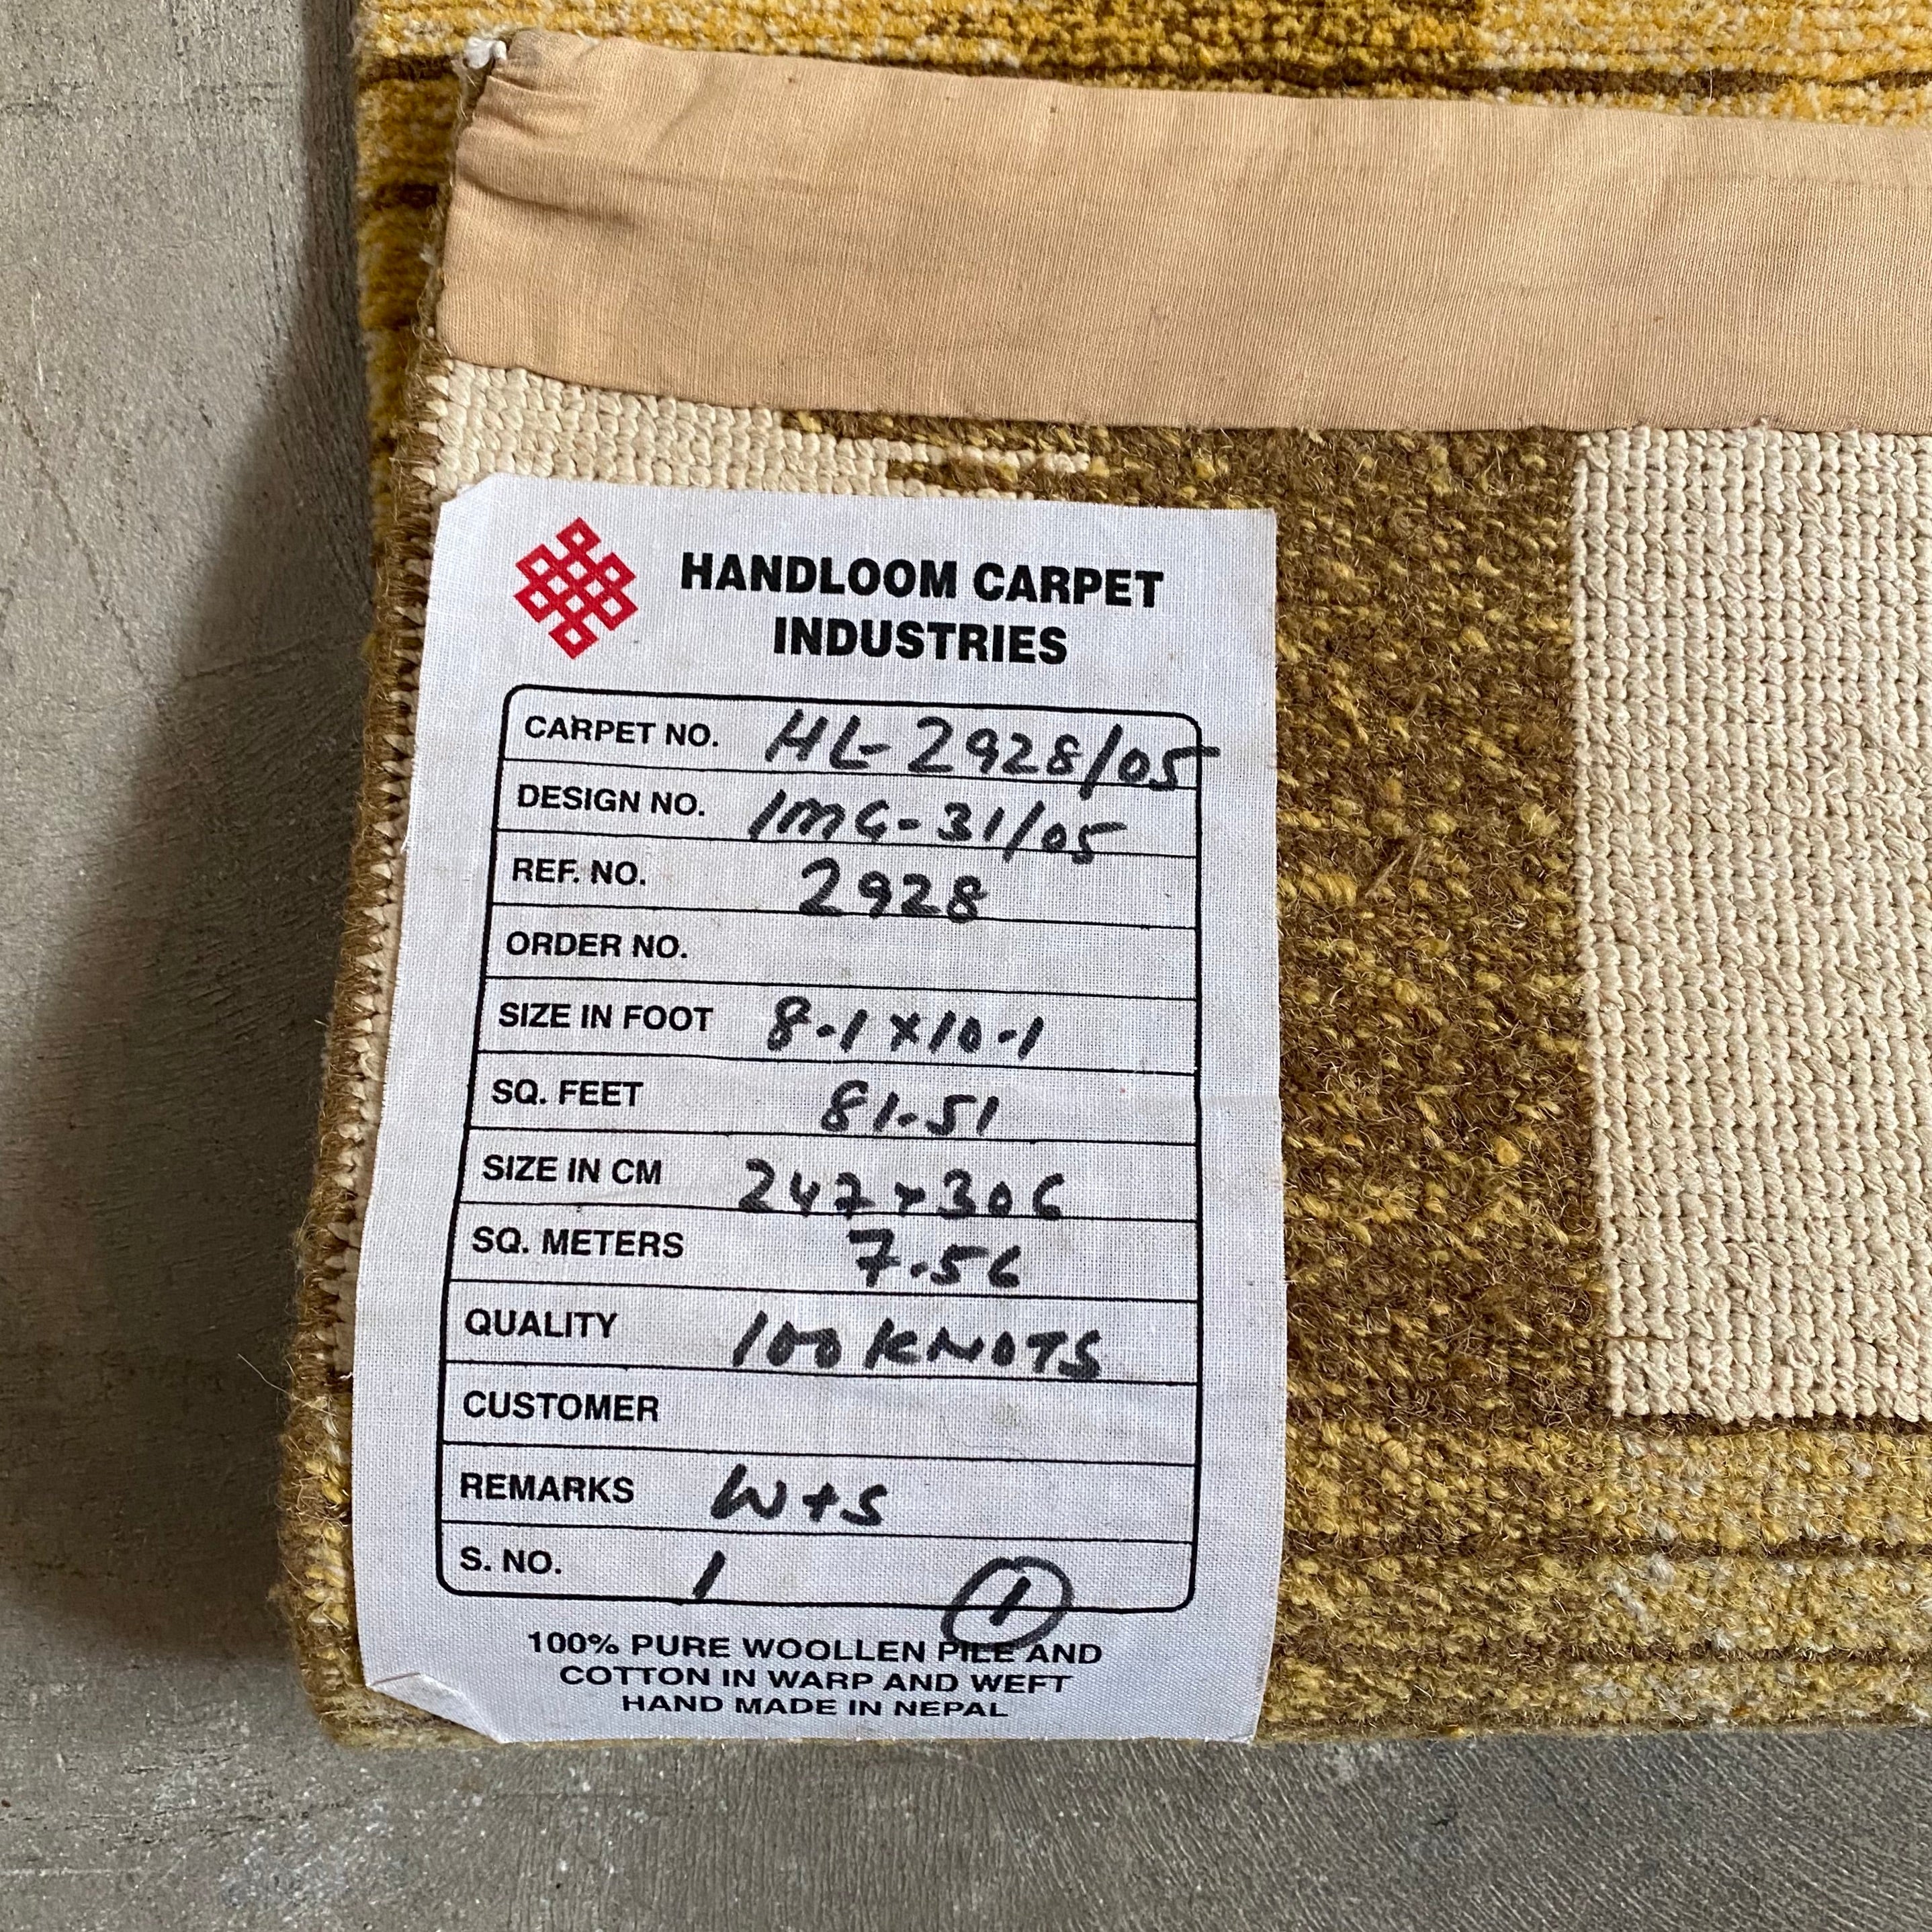 HANDLOOM CARPET
INDUSTRIES
CARPET NO. HL-2928/05
DESIGN NO. IMG-31/05
REF. NO. 2928
ORDER NO.
SIZE IN FOOT 8-1X10-1
SQ. FEET 81.51
SIZE IN CM 247x306
SQ. METERS 7.56
QUALITY 100 KNOTS
CUSTOMER
REMARKS W+S
S. NO. 1 1
100% PURE WOOLLEN PILE AND
COTTON IN WARP AND WEFT
HAND MADE IN NEPAL